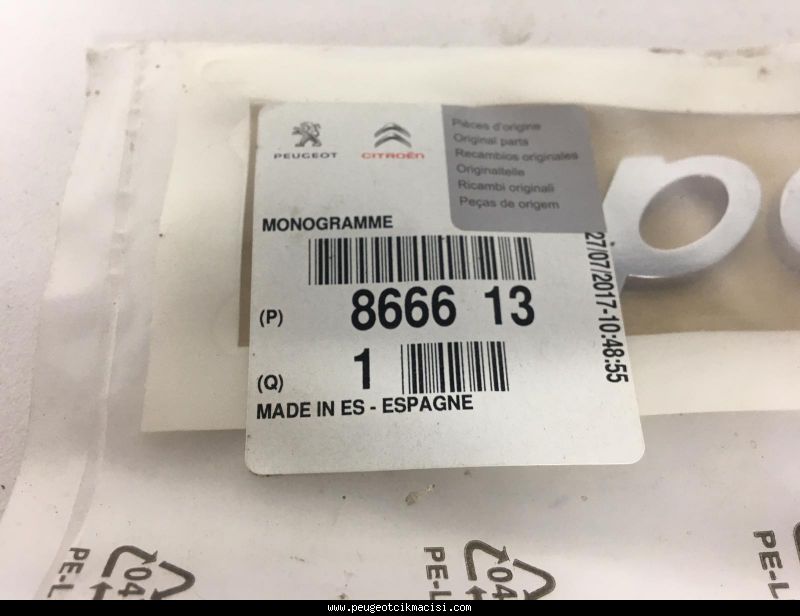 PEUGEOT
CITROËN
Pièces d'origine
Original parts
Recambios originales
Originalteile
Ricambi originali
Peças de origem
MONOGRAMME
(P) 8666 13
(Q) 1
MADE IN ES - ESPAGNE
27/07/2017-10:48:55
p
PE-L
04
PE-L
04
PE-L
www.peugeotcikmacisi.com